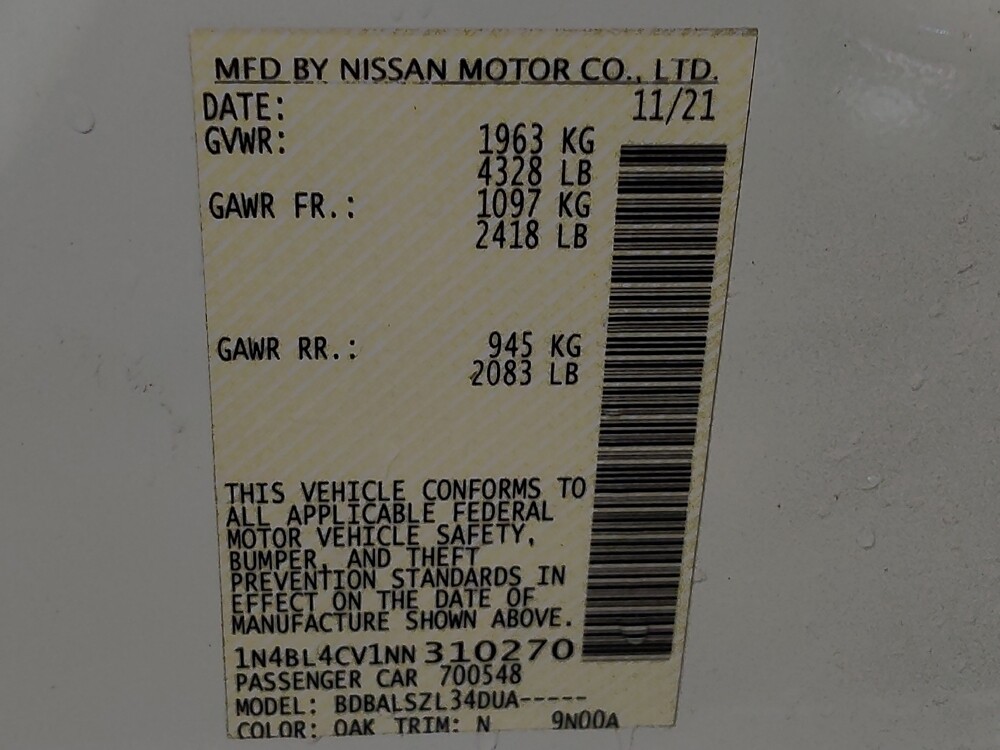 MFD BY NISSAN MOTOR CO., LTD.
DATE: 11/21
GVWR: 1963 KG
4328 LB
GAWR FR.: 1097 KG
2418 LB
GAWR RR.: 945 KG
2083 LB
THIS VEHICLE CONFORMS TO
ALL APPLICABLE FEDERAL
MOTOR VEHICLE SAFETY,
BUMPER, AND THEFT
PREVENTION STANDARDS IN
EFFECT ON THE DATE OF
MANUFACTURE SHOWN ABOVE.
1N4BL4CV1NN310270
PASSENGER CAR 700548
MODEL: BDBALSZL34DUA-----
COLOR: QAK TRIM: N 9N00A